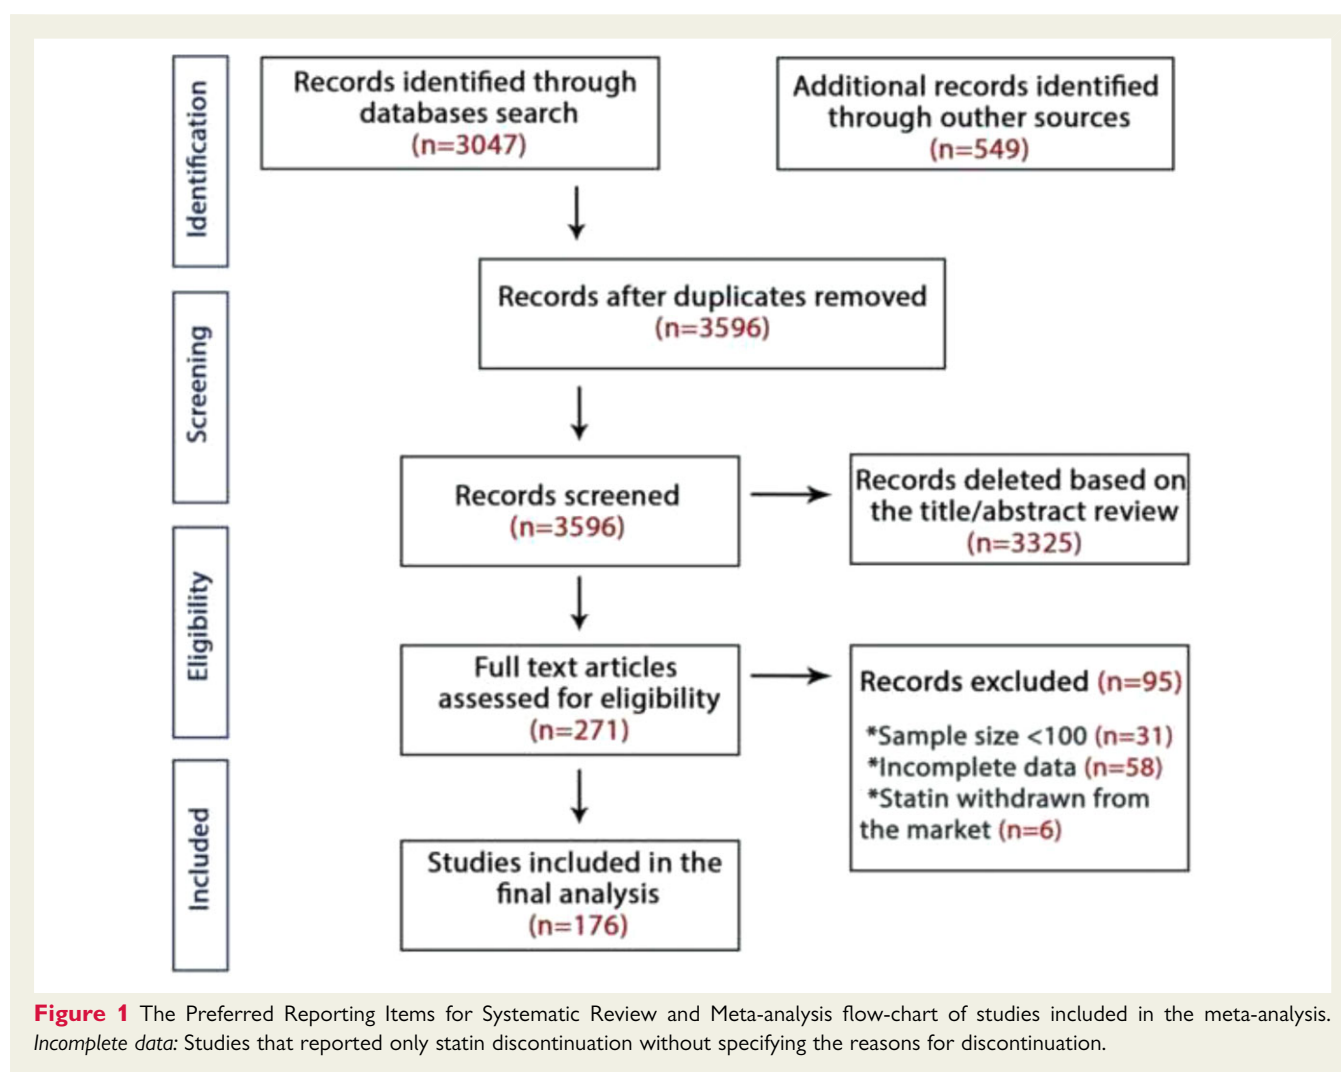 Identification
Records identified through
databases search
(n=3047)
Additional records identified
through outher sources
(n=549)
Records after duplicates removed
(n=3596)
Screening
Records screened
(n=3596)
Records deleted based on
the title/abstract review
(n=3325)
Eligibility
Full text articles
assessed for eligibility
(n=271)
Records excluded (n=95)
*Sample size <100 (n=31)
*Incomplete data (n=58)
*Statin withdrawn from
the market (n=6)
Included
Studies included in the
final analysis
(n=176)
Figure 1 The Preferred Reporting Items for Systematic Review and Meta-analysis flow-chart of studies included in the meta-analysis.
Incomplete data: Studies that reported only statin discontinuation without specifying the reasons for discontinuation.